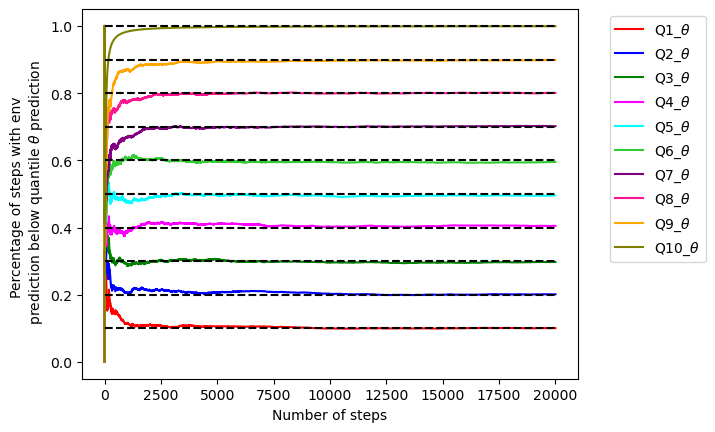 Percentage of steps with env
prediction below quantile θ prediction
1.0
0.8
0.6
0.4
0.2
0.0
0
2500
5000
7500
10000
12500
15000
17500
20000
Number of steps
Q1_θ
Q2_θ
Q3_θ
Q4_θ
Q5_θ
Q6_θ
Q7_θ
Q8_θ
Q9_θ
Q10_θ